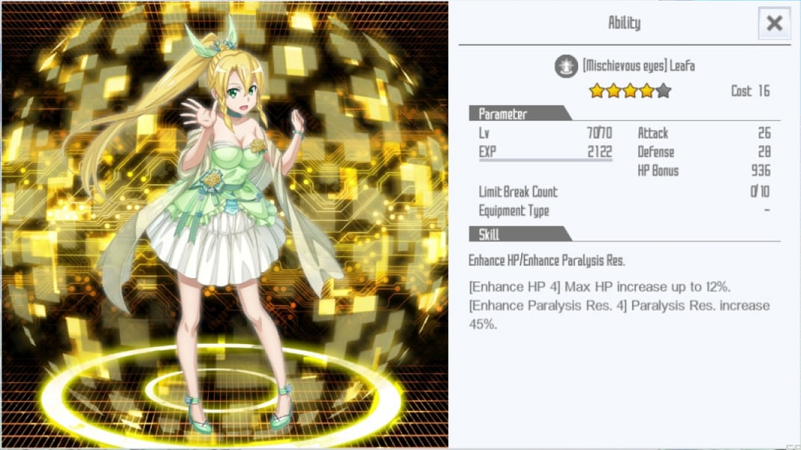 Ability
[Mischievous eyes] Leafa
Cost 16
Parameter
Lv 70/70 Attack 26
EXP 2122 Defense 28
HP Bonus 936
Limit Break Count 0/10
Equipment Type -
Skill
Enhance HP/Enhance Paralysis Res.
[Enhance HP 4] Max HP increase up to 12%.
[Enhance Paralysis Res. 4] Paralysis Res. increase
45%.